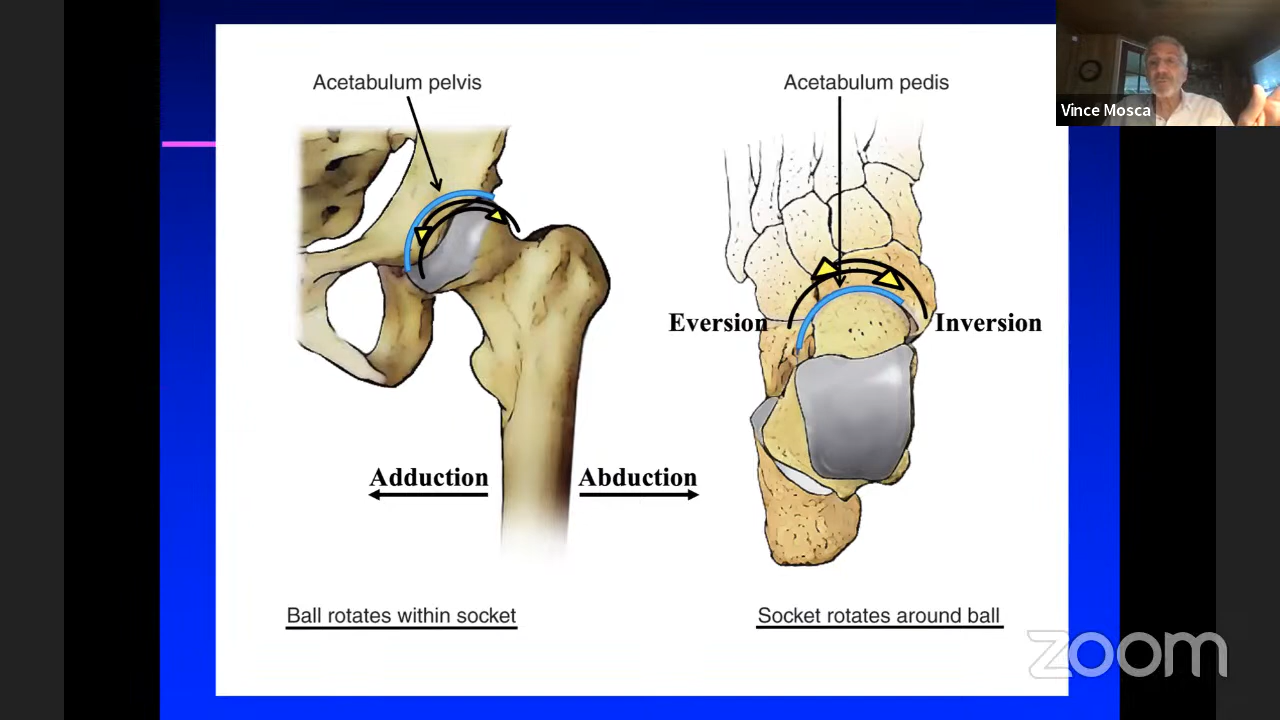 Acetabulum pelvis
Acetabulum pedis
Vince Mosca
Eversion
Inversion
Adduction
Abduction
Ball rotates within socket
Socket rotates around ball
zoom